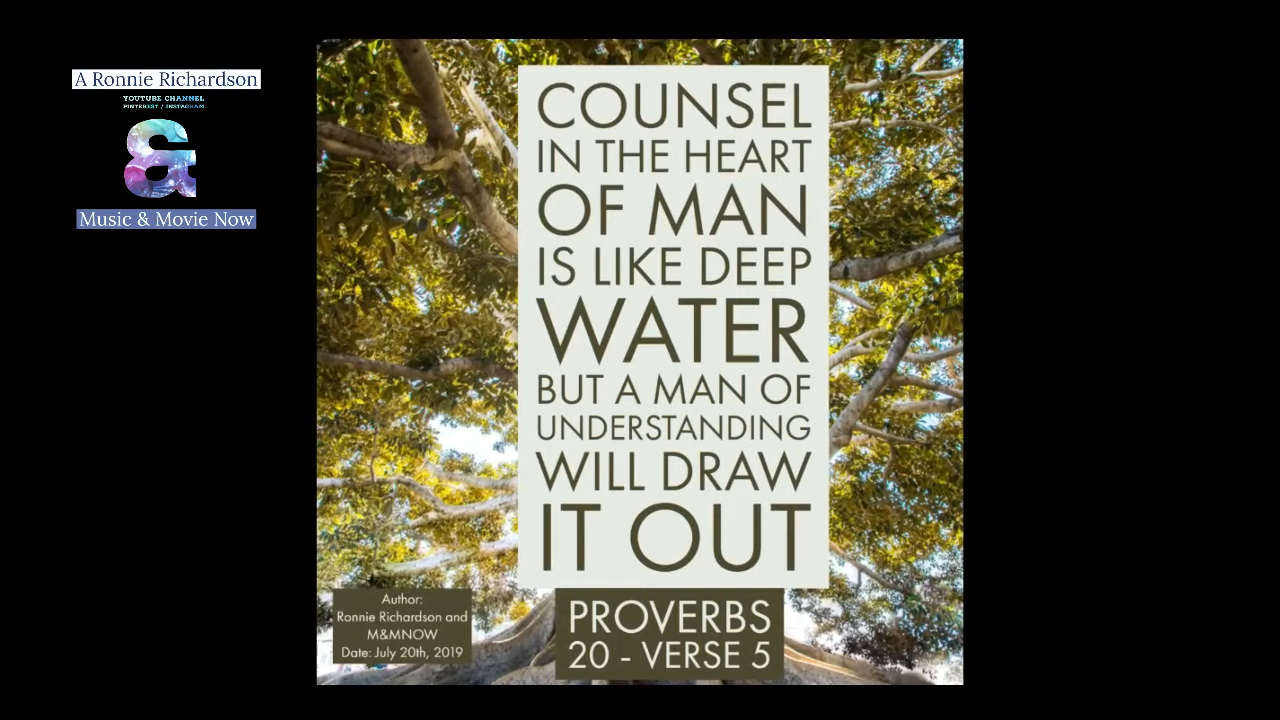 A Ronnie Richardson
YOUTUBE CHANNEL
PINTEREST / INSTAGRAM
&
Music & Movie Now
COUNSEL
IN THE HEART
OF MAN
IS LIKE DEEP
WATER
BUT A MAN OF
UNDERSTANDING
WILL DRAW
IT OUT
PROVERBS
20 - VERSE 5
Author:
Ronnie Richardson and
M&MNOW
Date: July 20th, 2019